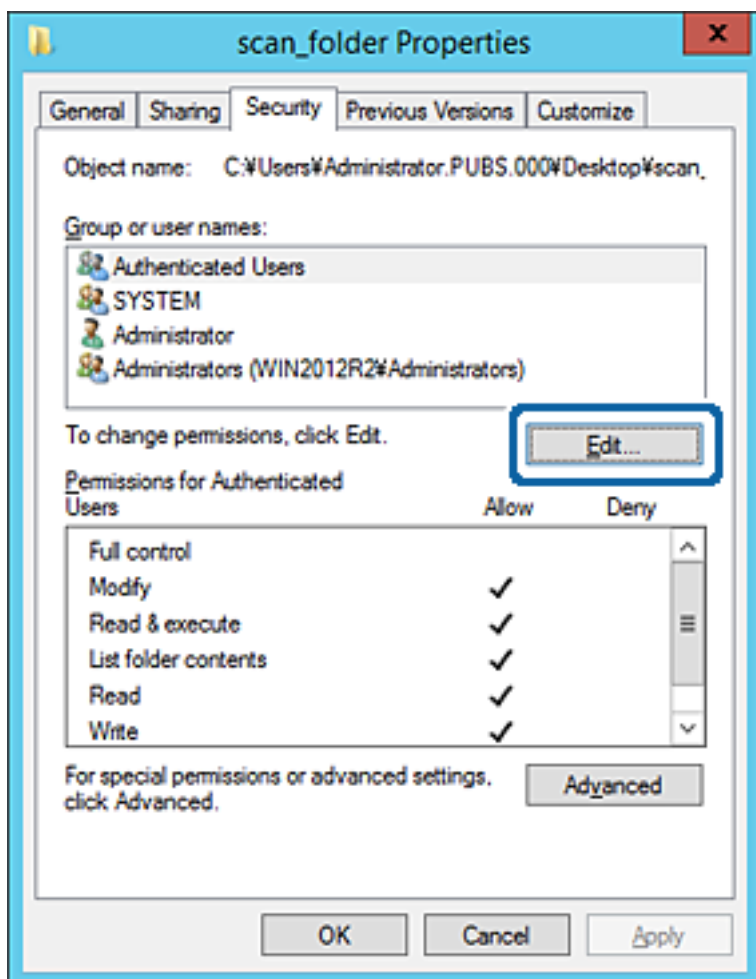 scan_folder Properties
x
General Sharing Security Previous Versions Customize
Object name: C:¥Users¥Administrator.PUBS.000¥Desktop¥scan_
Group or user names:
Authenticated Users
SYSTEM
Administrator
Administrators (WIN2012R2¥Administrators)
To change permissions, click Edit.
Edit...
Permissions for Authenticated
Users Allow Deny
Full control
Modify
Read & execute
List folder contents
Read
Write
For special permissions or advanced settings,
click Advanced.
Advanced
OK Cancel Apply